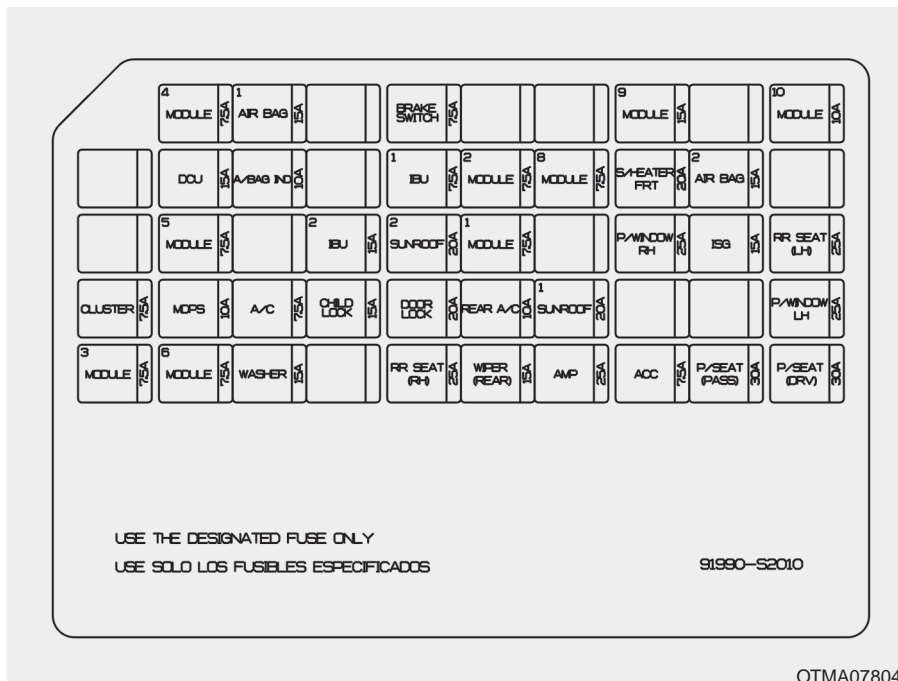 4 MODULE 7.5A 1 AIR BAG 15A BRAKE SWITCH 7.5A 9 MODULE 15A 10 MODULE 10A
DCU 15A A/BAG IND 10A 1 IBU 7.5A 2 MODULE 7.5A 8 MODULE 7.5A S/HEATER FRT 20A 2 AIR BAG 15A
5 MODULE 7.5A 2 IBU 15A 2 SUNROOF 20A 1 MODULE 7.5A P/WINDOW RH 25A ISG 15A RR SEAT (LH) 25A
CLUSTER 7.5A MDPS 10A A/C 7.5A CHILD LOCK 15A DOOR LOCK 20A REAR A/C 10A 1 SUNROOF 20A P/WINDOW LH 25A
3 MODULE 7.5A 6 MODULE 7.5A WASHER 15A RR SEAT (RH) 25A WIPER (REAR) 15A AMP 25A ACC 7.5A P/SEAT (PASS) 30A P/SEAT (DRV) 30A
USE THE DESIGNATED FUSE ONLY
USE SOLO LOS FUSIBLES ESPECIFICADOS
91990-S2010